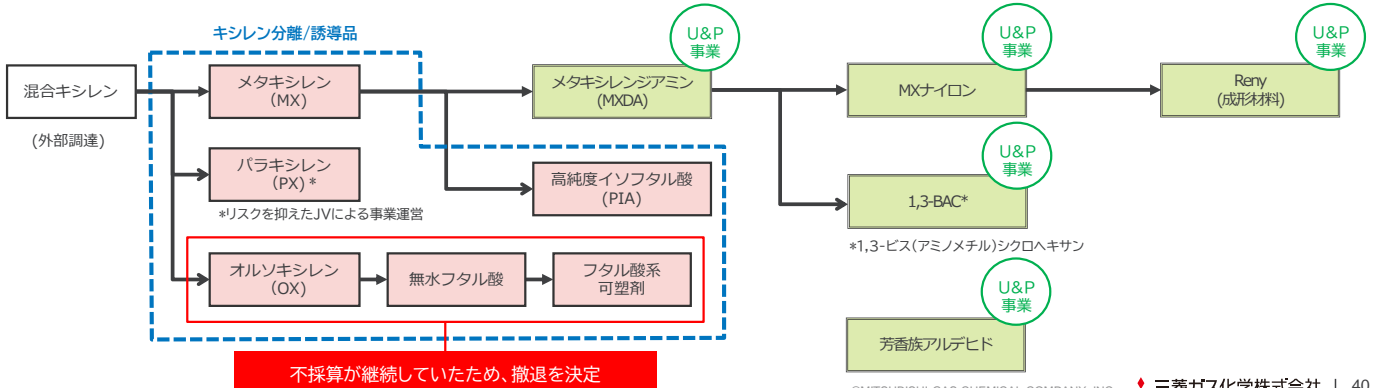 キシレン分離/誘導品
U&P
事業
U&P
事業
U&P
事業
混合キシレン
(外部調達)
メタキシレン
(MX)
メタキシレンジアミン
(MXDA)
MXナイロン
Reny
(成形材料)
パラキシレン
(PX) *
*リスクを抑えたJVによる事業運営
高純度イソフタル酸
(PIA)
U&P
事業
1,3-BAC*
*1,3-ビス(アミノメチル)シクロヘキサン
オルソキシレン
(OX)
無水フタル酸
フタル酸系
可塑剤
U&P
事業
芳香族アルデヒド
不採算が継続していたため、撤退を決定
三菱ガス化学株式会社 | 40